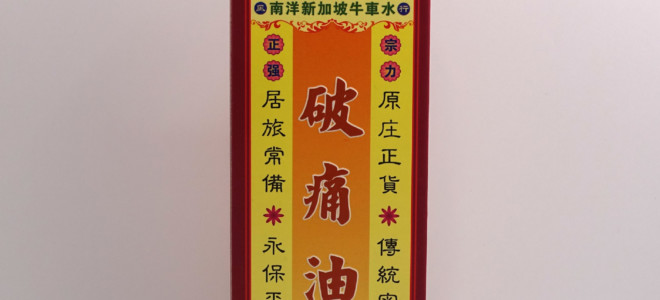 南洋新加坡牛車水
正宗
强力
原庄正貨
傳統
破痛油
居旅常備
永保